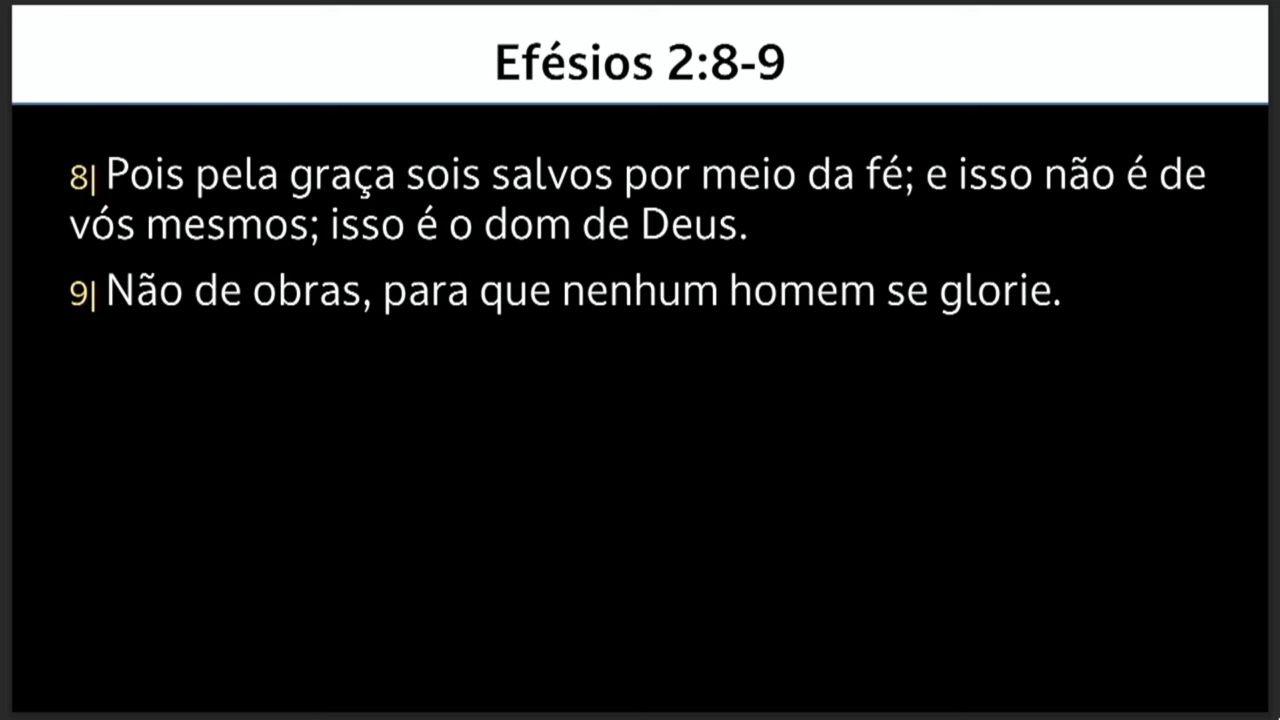 Efésios 2:8-9
8| Pois pela graça sois salvos por meio da fé; e isso não é de
vós mesmos; isso é o dom de Deus.
9| Não de obras, para que nenhum homem se glorie.